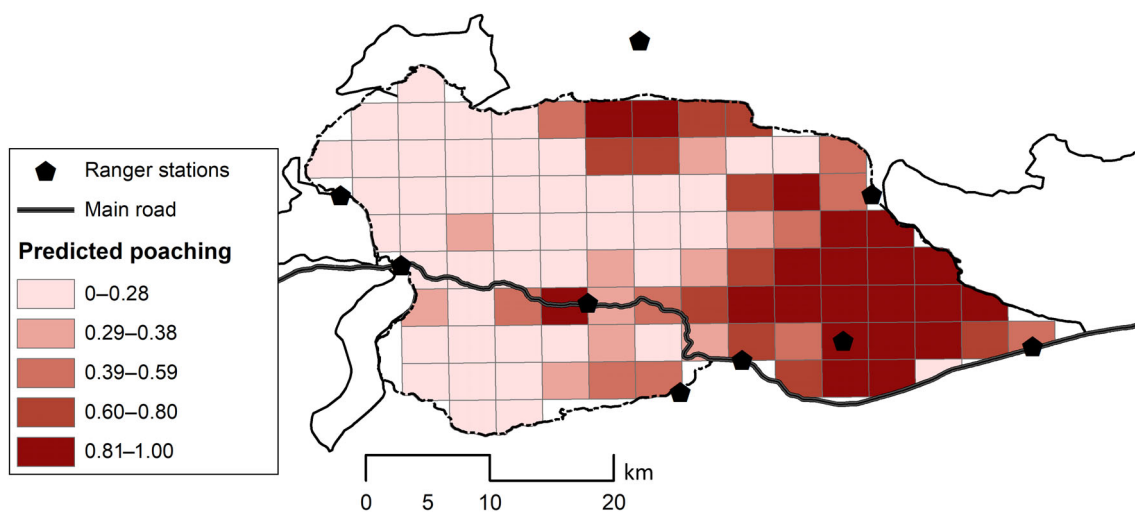 Ranger stations
Main road
Predicted poaching
0–0.28
0.29–0.38
0.39–0.59
0.60–0.80
0.81–1.00
km
0 5 10 20